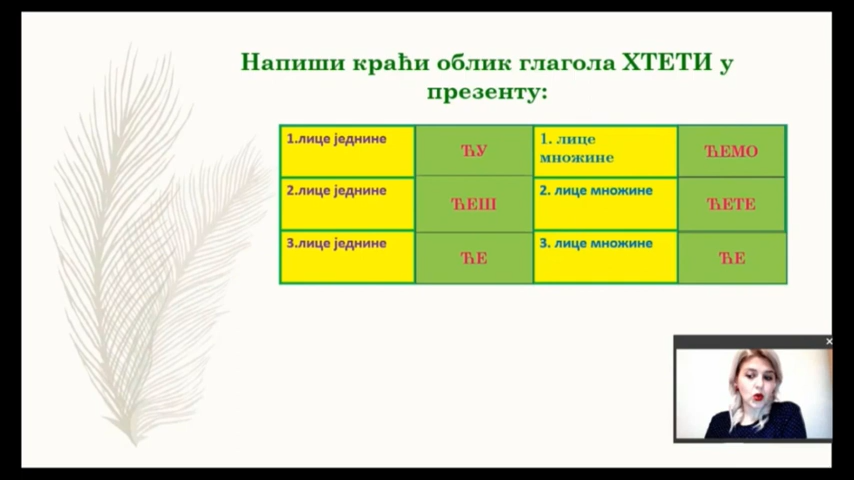 Напиши краћи облик глагола ХТЕТИ у
презенту:
1.лице једнине
ЋУ
1. лице
множине
ЋЕМО
2.лице једнине
ЋЕШ
2. лице множине
ЋЕТЕ
3.лице једнине
ЋЕ
3. лице множине
ЋЕ